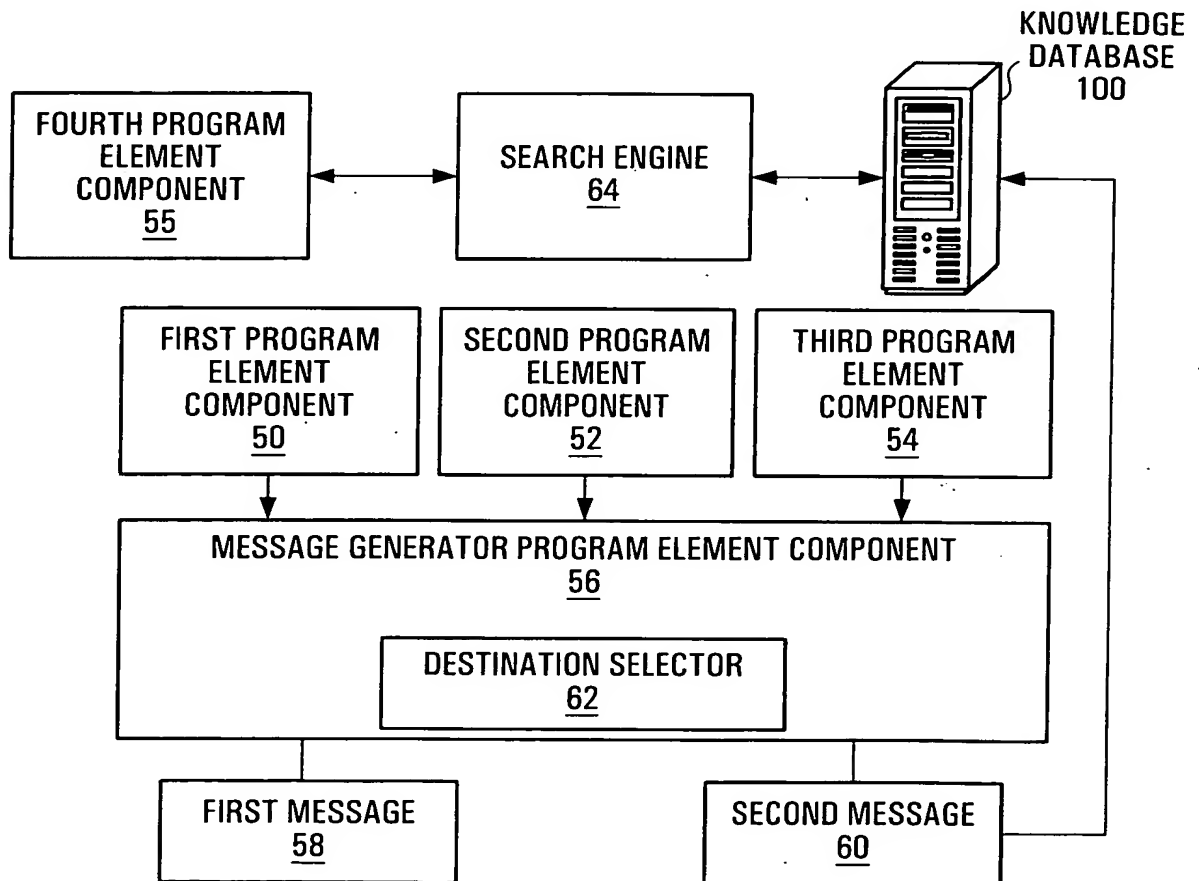 KNOWLEDGE
DATABASE
100
FOURTH PROGRAM
ELEMENT
COMPONENT
55
SEARCH ENGINE
64
FIRST PROGRAM
ELEMENT
COMPONENT
50
SECOND PROGRAM
ELEMENT
COMPONENT
52
THIRD PROGRAM
ELEMENT
COMPONENT
54
MESSAGE GENERATOR PROGRAM ELEMENT COMPONENT
56
DESTINATION SELECTOR
62
FIRST MESSAGE
58
SECOND MESSAGE
60